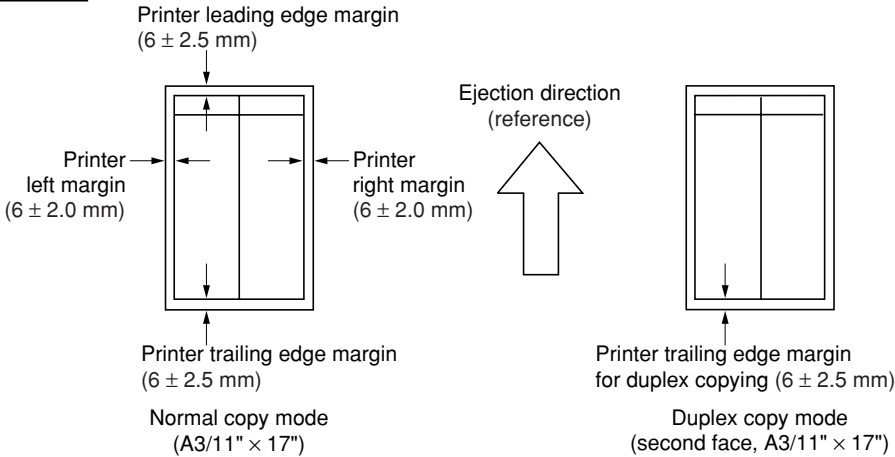 Printer leading edge margin
(6 ± 2.5 mm)
Ejection direction
(reference)
Printer
left margin
(6 ± 2.0 mm)
Printer
right margin
(6 ± 2.0 mm)
Printer trailing edge margin
(6 ± 2.5 mm)
Normal copy mode
(A3/11" × 17")
Printer trailing edge margin
for duplex copying (6 ± 2.5 mm)
Duplex copy mode
(second face, A3/11" × 17")